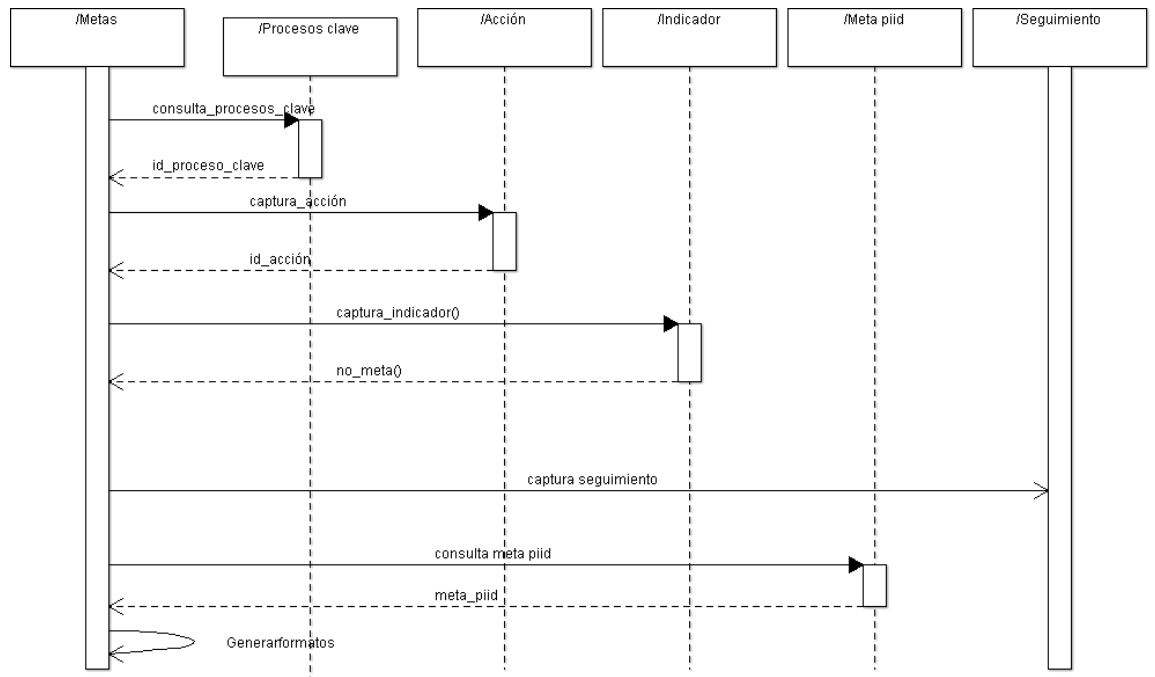 /Metas
/Procesos clave
/Acción
/Indicador
/Meta piid
/Seguimiento
consulta_procesos_clave
id_proceso_clave
captura_acción
id_acción
captura_indicador()
no_meta()
captura seguimiento
consulta meta piid
meta_piid
Generarformatos